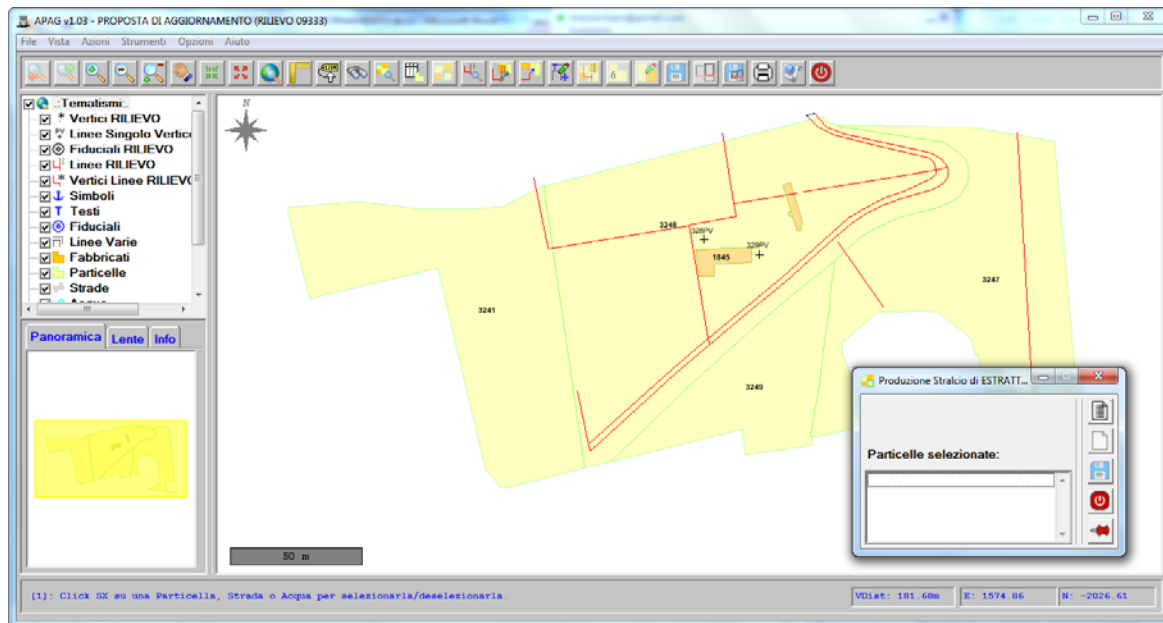 APAG v1.03 - PROPOSTA DI AGGIORNAMENTO (RILIEVO 09333)
File Vista Azioni Strumenti Opzioni Aiuto
.:Tematismi:.
Vertici RILIEVO
Linee Singolo Vertice
Fiduciali RILIEVO
Linee RILIEVO
Vertici Linee RILIEVO
Simboli
Testi
Fiduciali
Linee Varie
Fabbricati
Particelle
Strade
Panoramica Lente Info
N
3248
328PV
329PV
1845
3247
3241
3249
50 m
Produzione Stralcio di ESTRATT...
Particelle selezionate:
[1]: Click SX su una Particella, Strada o Acqua per selezionarla/deselezionarla.
VDist: 181.68m E: 1574.86 N: -2026.61